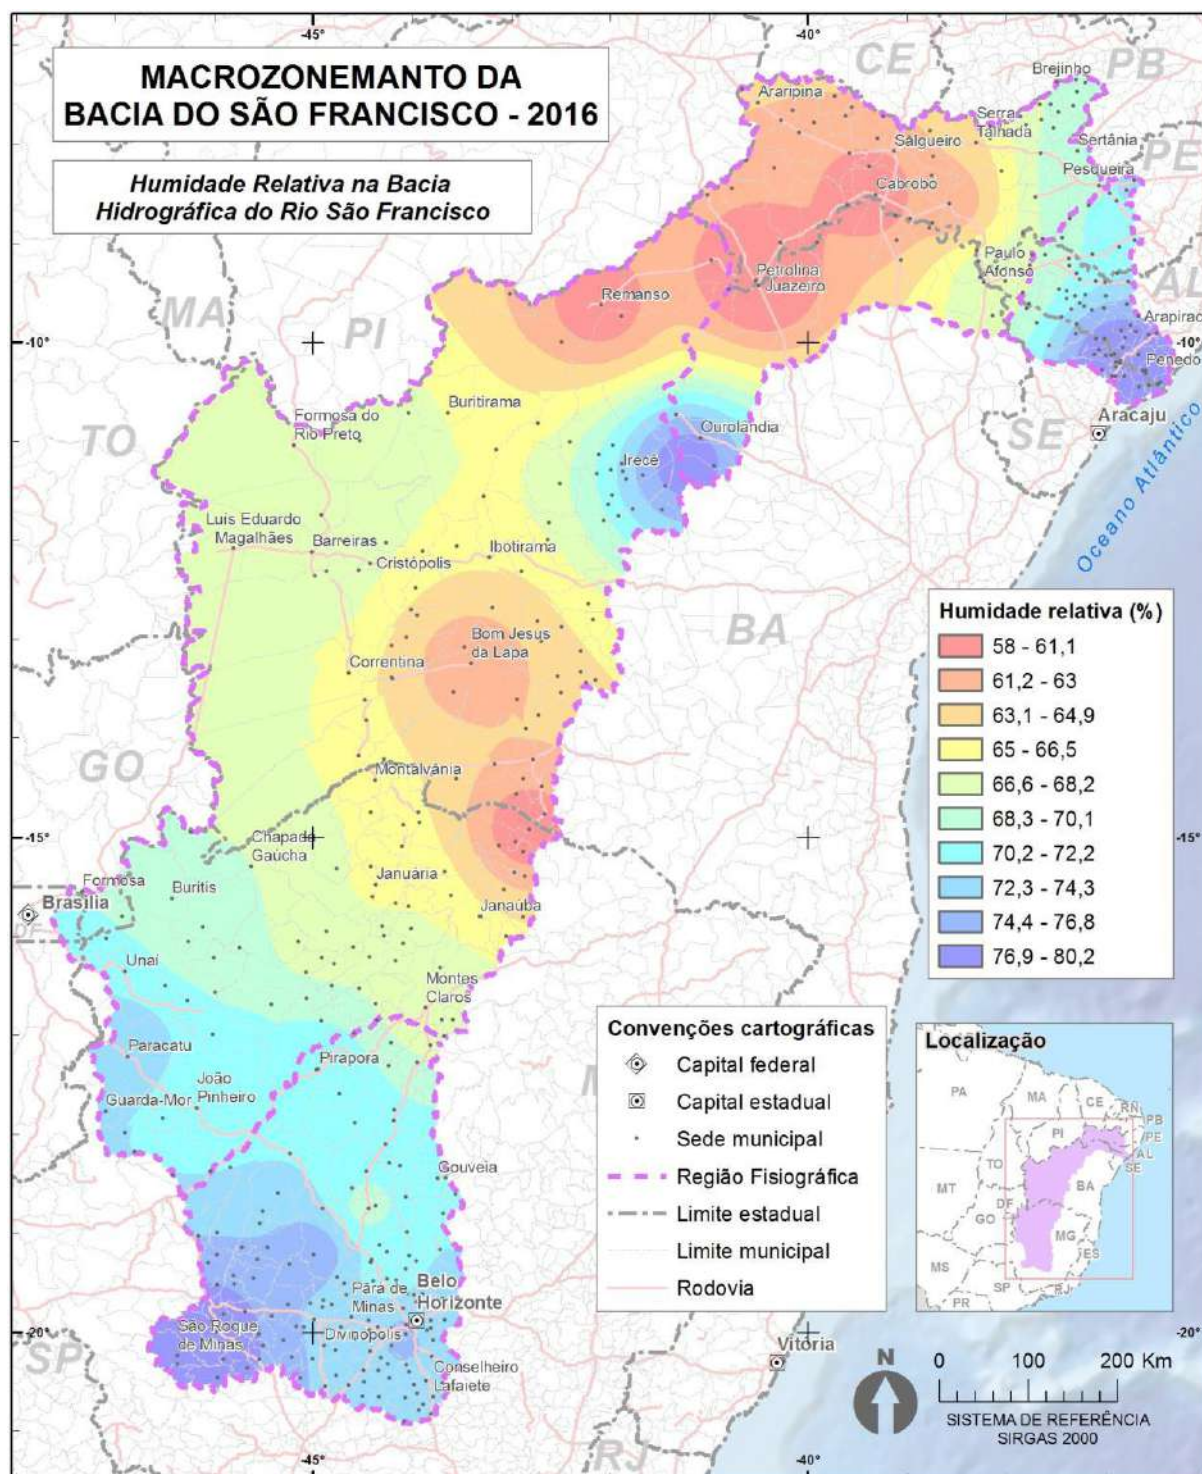 -45°
-40°
MACROZONEMANTO DA
BACIA DO SÃO FRANCISCO - 2016
Humidade Relativa na Bacia
Hidrográfica do Rio São Francisco
CE
PB
Brejinho
Araripina
Serra
Talhada
Salgueiro
Sertânia
PE
Pesqueira
Cabrobó
Paulo
Afonso
Petrolina
Juazeiro
AL
Remanso
MA
PI
Arapirac
-10°
-10°
Penedo
Buritirama
Aracaju
Formosa do
Rio Preto
Ourolândia
TO
SE
Irecê
Oceano Atlântico
Luís Eduardo
Magalhães
Barreiras
Ibotirama
Cristópolis
BA
Bom Jesus
da Lapa
Correntina
GO
Montalvânia
Chapada
Gaúcha
-15°
-15°
Formosa
Buritis
Januária
Brasília
DF
Janaúba
Unaí
Montes
Claros
Paracatu
Pirapora
João
Pinheiro
Guarda-Mor
Gouveia
Belo
Horizonte
Pará de
Minas
São Roque
de Minas
Divinópolis
-20°
-20°
Vitória
SP
Conselheiro
Lafaiete
RJ
-45°
-40°
Humidade relativa (%)
58 - 61,1
61,2 - 63
63,1 - 64,9
65 - 66,5
66,6 - 68,2
68,3 - 70,1
70,2 - 72,2
72,3 - 74,3
74,4 - 76,8
76,9 - 80,2
Convenções cartográficas
Capital federal
Capital estadual
Sede municipal
Região Fisiográfica
Limite estadual
Limite municipal
Rodovia
Localização
PA
MA
CE
RN
PB
PI
PE
AL
SE
TO
BA
MT
DF
GO
MG
ES
MS
SP
RJ
PR
N
0 100 200 Km
SISTEMA DE REFERÊNCIA
SIRGAS 2000